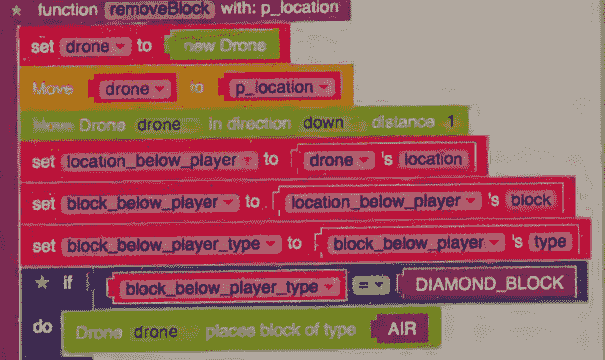 function removeBlock with: p_location
set drone to new Drone
Move drone to p_location
Move Drone drone in direction down distance 1
set location_below_player to drone 's location
set block_below_player to location_below_player 's block
set block_below_player_type to block_below_player 's type
if block_below_player_type = DIAMOND_BLOCK
do Drone drone places block of type AIR